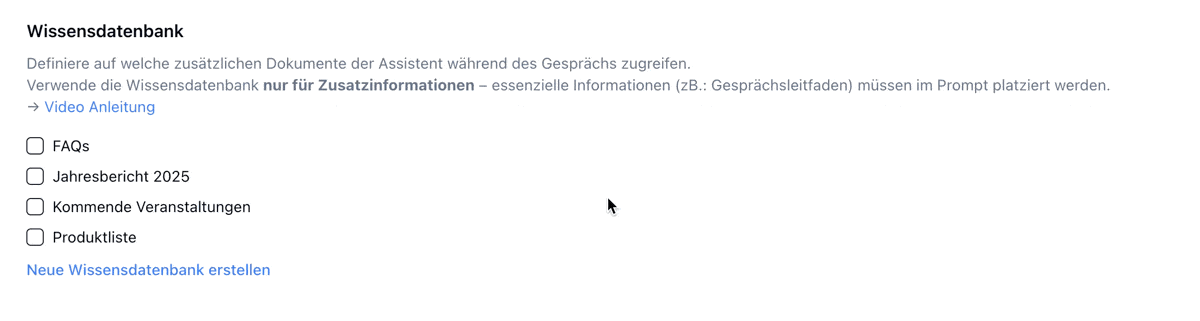 Wissensdatenbank
Definiere auf welche zusätzlichen Dokumente der Assistent während des Gesprächs zugreifen.
Verwende die Wissensdatenbank nur für Zusatzinformationen – essenzielle Informationen (zB.: Gesprächsleitfaden) müssen im Prompt platziert werden.
→ Video Anleitung
FAQs
Jahresbericht 2025
Kommende Veranstaltungen
Produktliste
Neue Wissensdatenbank erstellen